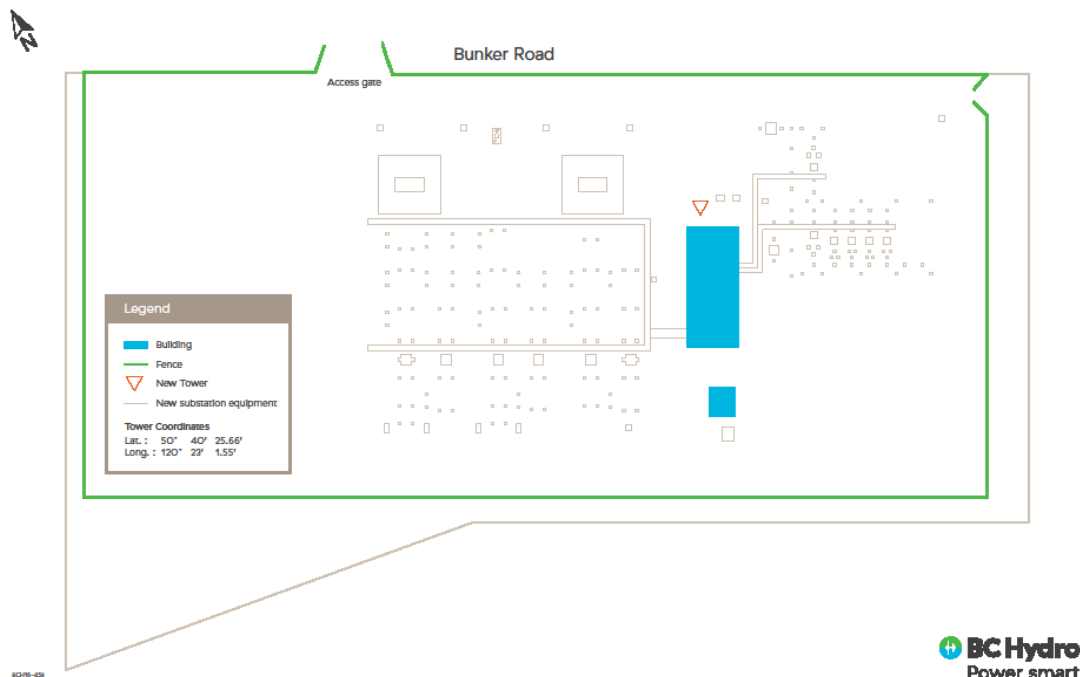 N
Bunker Road
Access gate
Legend
Building
Fence
New Tower
New substation equipment
Tower Coordinates
Lat. : 50° 40' 25.66'
Long. : 120° 23' 1.55'
BC Hydro
Power smart